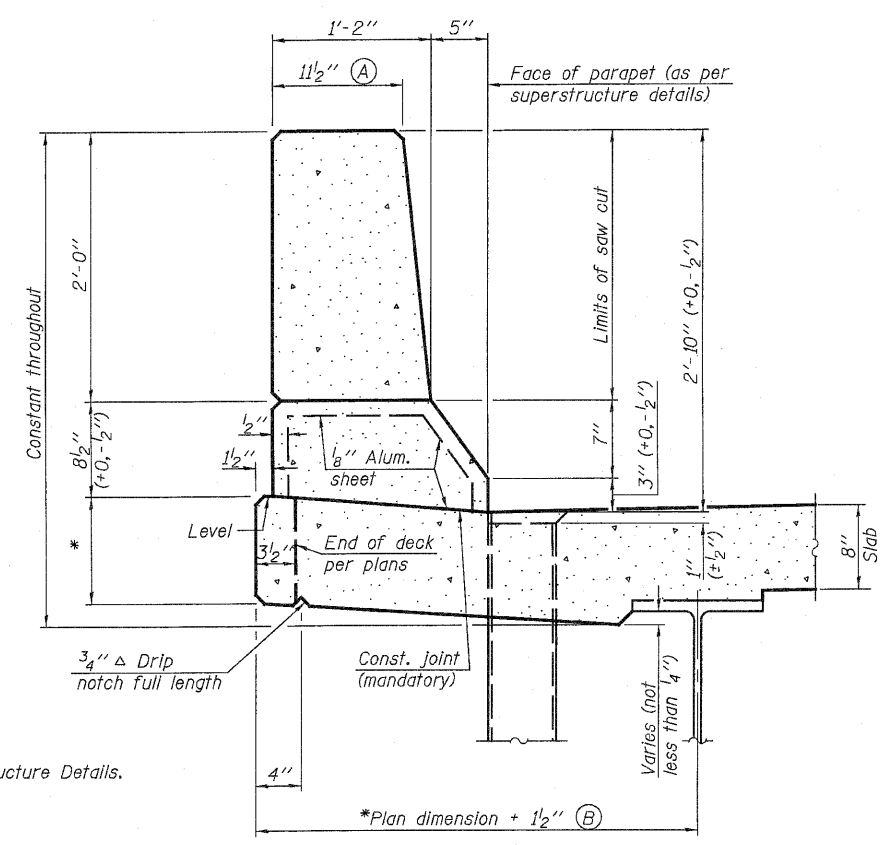 1'-2"
5"
11½" Ⓐ
Face of parapet (as per
superstructure details)
Constant throughout
2'-0"
8½"
(+0,-½")
*
½"
1½"
⅛" Alum.
sheet
Limits of saw cut
7"
3" (+0,-½")
2'-10" (+0,-½")
Level
3½"
End of deck
per plans
1"
(±½")
8"
Slab
¾" △ Drip
notch full length
Const. joint
(mandatory)
Varies (not
less than ¼")
ucture Details.
4"
*Plan dimension + 1½" Ⓑ